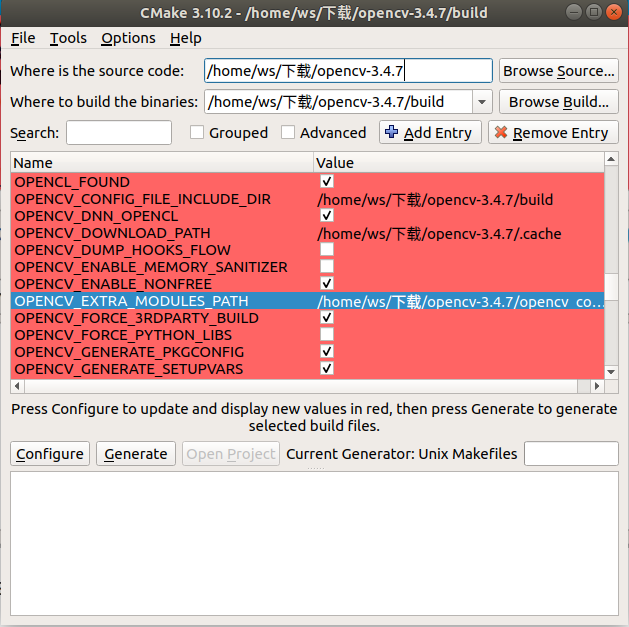 CMake 3.10.2 - /home/ws/下载/opencv-3.4.7/build
File Tools Options Help
Where is the source code: /home/ws/下载/opencv-3.4.7 Browse Source...
Where to build the binaries: /home/ws/下载/opencv-3.4.7/build Browse Build...
Search: Grouped Advanced Add Entry Remove Entry
Name Value
OPENCL_FOUND
OPENCV_CONFIG_FILE_INCLUDE_DIR /home/ws/下载/opencv-3.4.7/build
OPENCV_DNN_OPENCL
OPENCV_DOWNLOAD_PATH /home/ws/下载/opencv-3.4.7/.cache
OPENCV_DUMP_HOOKS_FLOW
OPENCV_ENABLE_MEMORY_SANITIZER
OPENCV_ENABLE_NONFREE
OPENCV_EXTRA_MODULES_PATH /home/ws/下载/opencv-3.4.7/opencv_co...
OPENCV_FORCE_3RDPARTY_BUILD
OPENCV_FORCE_PYTHON_LIBS
OPENCV_GENERATE_PKGCONFIG
OPENCV_GENERATE_SETUPVARS
Press Configure to update and display new values in red, then press Generate to generate
selected build files.
Configure Generate Open Project Current Generator: Unix Makefiles